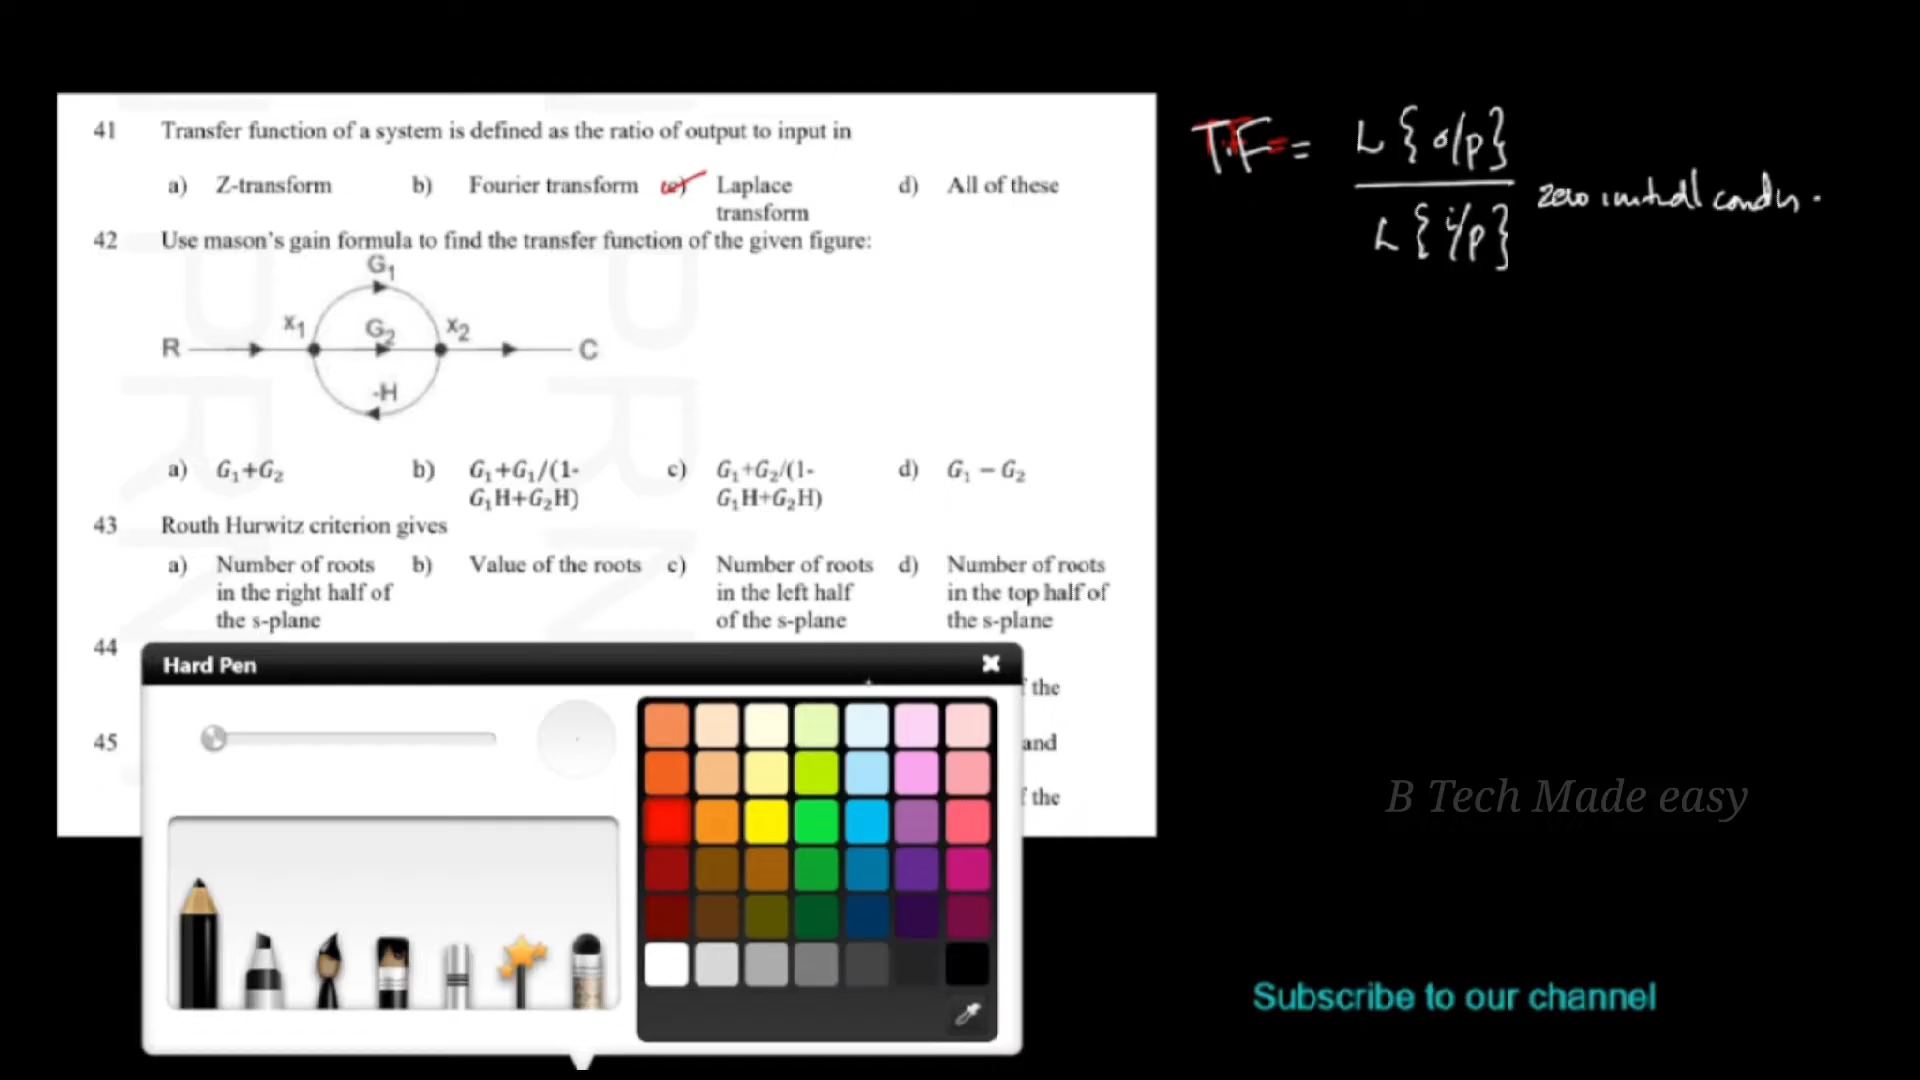 41 Transfer function of a system is defined as the ratio of output to input in
a) Z-transform b) Fourier transform c) Laplace transform d) All of these
42 Use mason's gain formula to find the transfer function of the given figure:
G1
X1 G2 X2
R C
-H
a) G₁+G₂ b) G₁+G₁/(1-G₁H+G₂H) c) G₁+G₂/(1-G₁H+G₂H) d) G₁ − G₂
43 Routh Hurwitz criterion gives
a) Number of roots in the right half of the s-plane b) Value of the roots c) Number of roots in the left half of the s-plane d) Number of roots in the top half of the s-plane
44
the
45
and
the
Hard Pen
T.F = L{o/p}
L{i/p}
zero initial
B Tech Made easy
Subscribe to our channel